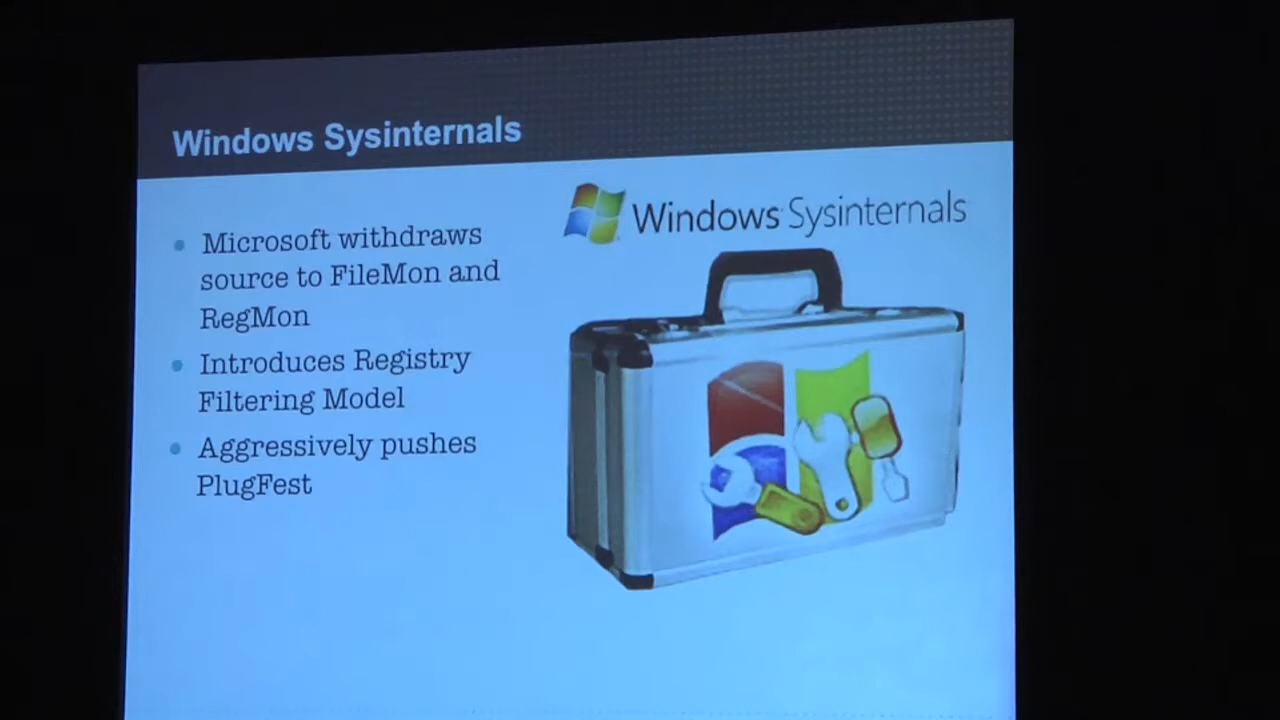 Windows Sysinternals
Microsoft withdraws
source to FileMon and
RegMon
Introduces Registry
Filtering Model
Aggressively pushes
PlugFest
Windows Sysinternals